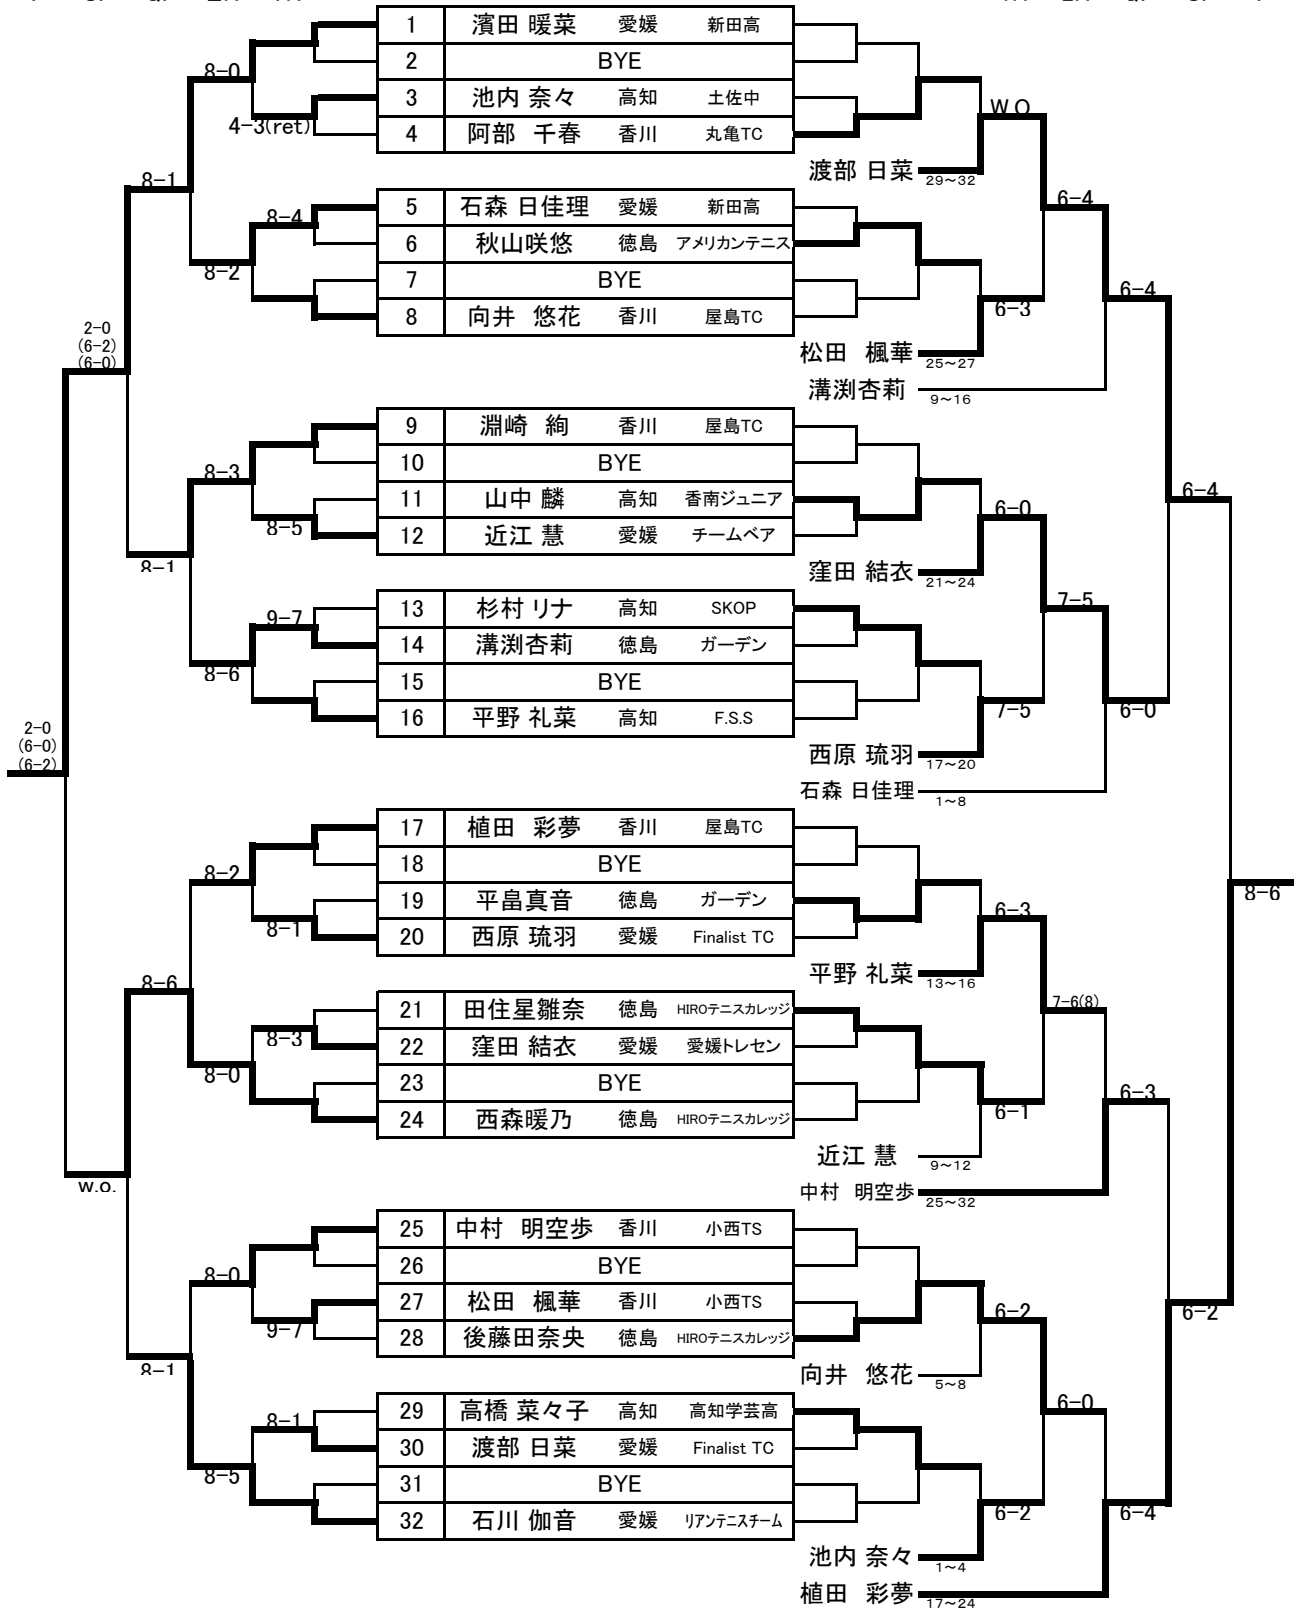 1 濱田 暖菜 愛媛 新田高
2 BYE
8-0
3 池内 奈々 高知 土佐中
W.O
4-3(ret)
4 阿部 千春 香川 丸亀TC
渡部 日菜 29~32
8-1
6-4
5 石森 日佳理 愛媛 新田高
8-4
6 秋山咲悠 徳島 アメリカンテニス
8-2
7 BYE
6-4
8 向井 悠花 香川 屋島TC
6-3
2-0
(6-2)
(6-0)
松田 楓華 25~27
溝渕杏莉 9~16
9 淵崎 絢 香川 屋島TC
8-3
10 BYE
11 山中 麟 高知 香南ジュニア
6-4
6-0
8-5
12 近江 慧 愛媛 チームベア
8-1
窪田 結衣 21~24
7-5
9-7
13 杉村 リナ 高知 SKOP
14 溝渕杏莉 徳島 ガーデン
8-6
15 BYE
16 平野 礼菜 高知 F.S.S
7-5
6-0
2-0
(6-0)
(6-2)
西原 琉羽 17~20
石森 日佳理 1~8
17 植田 彩夢 香川 屋島TC
8-2
18 BYE
8-6
19 平畠真音 徳島 ガーデン
6-3
8-1
20 西原 琉羽 愛媛 Finalist TC
平野 礼菜 13~16
8-6
7-6(8)
21 田住星雛奈 徳島 HIROテニスカレッジ
8-3
22 窪田 結衣 愛媛 愛媛トレセン
8-0
23 BYE
6-3
24 西森暖乃 徳島 HIROテニスカレッジ
6-1
近江 慧 9~12
w.o.
中村 明空歩 25~32
25 中村 明空歩 香川 小西TS
8-0
26 BYE
27 松田 楓華 香川 小西TS
6-2
6-2
9-7
28 後藤田奈央 徳島 HIROテニスカレッジ
8-1
向井 悠花 5~8
6-0
29 高橋 菜々子 高知 高知学芸高
8-1
30 渡部 日菜 愛媛 Finalist TC
8-5
31 BYE
32 石川 伽音 愛媛 リアンテニスチーム
6-2
6-4
池内 奈々 1~4
植田 彩夢 17~24